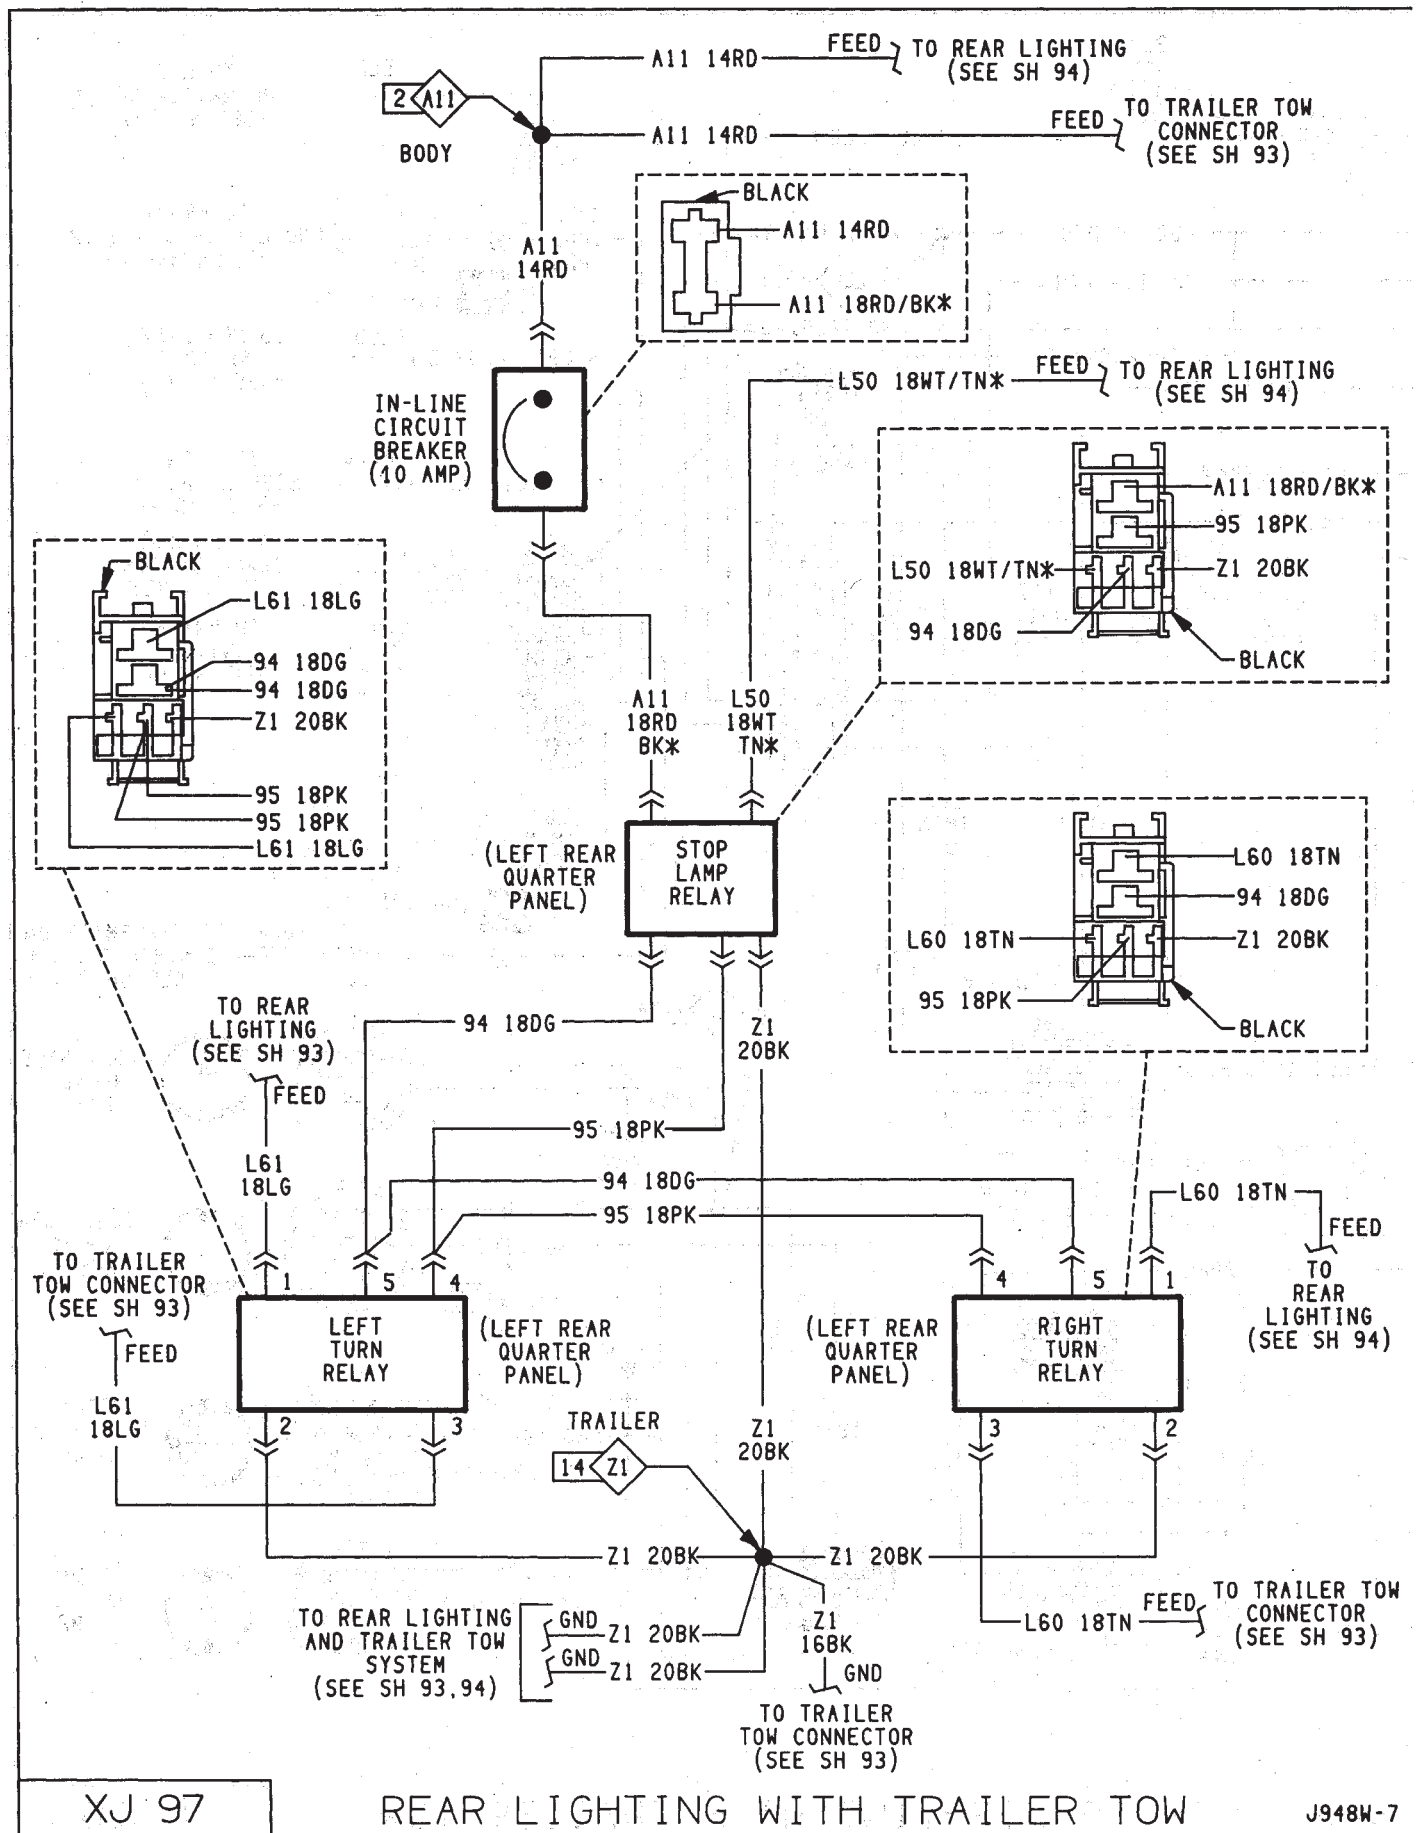 A11 14RD
FEED
TO REAR LIGHTING
(SEE SH 94)
2 A11
BODY
A11 14RD
FEED
TO TRAILER TOW
CONNECTOR
(SEE SH 93)
BLACK
A11 14RD
A11 18RD/BK*
A11
14RD
IN-LINE
CIRCUIT
BREAKER
(10 AMP)
L50 18WT/TN*
FEED
TO REAR LIGHTING
(SEE SH 94)
A11 18RD/BK*
95 18PK
L50 18WT/TN*
Z1 20BK
94 18DG
BLACK
BLACK
L61 18LG
94 18DG
94 18DG
Z1 20BK
95 18PK
95 18PK
L61 18LG
A11
18RD
BK*
L50
18WT
TN*
(LEFT REAR
QUARTER
PANEL)
STOP
LAMP
RELAY
L60 18TN
94 18DG
L60 18TN
Z1 20BK
95 18PK
BLACK
TO REAR
LIGHTING
(SEE SH 93)
FEED
94 18DG
Z1
20BK
95 18PK
L61
18LG
94 18DG
95 18PK
L60 18TN
FEED
TO
REAR
LIGHTING
(SEE SH 94)
TO TRAILER
TOW CONNECTOR
(SEE SH 93)
FEED
1 5 4
LEFT
TURN
RELAY
(LEFT REAR
QUARTER
PANEL)
2 3
4 5 1
(LEFT REAR
QUARTER
PANEL)
RIGHT
TURN
RELAY
3 2
L61
18LG
TRAILER
14 Z1
Z1
20BK
Z1 20BK
Z1 20BK
TO REAR LIGHTING
AND TRAILER TOW
SYSTEM
(SEE SH 93,94)
GND
Z1 20BK
GND
Z1 20BK
Z1
16BK
GND
TO TRAILER
TOW CONNECTOR
(SEE SH 93)
L60 18TN
FEED
TO TRAILER TOW
CONNECTOR
(SEE SH 93)
XJ 97
REAR LIGHTING WITH TRAILER TOW
J948W-7